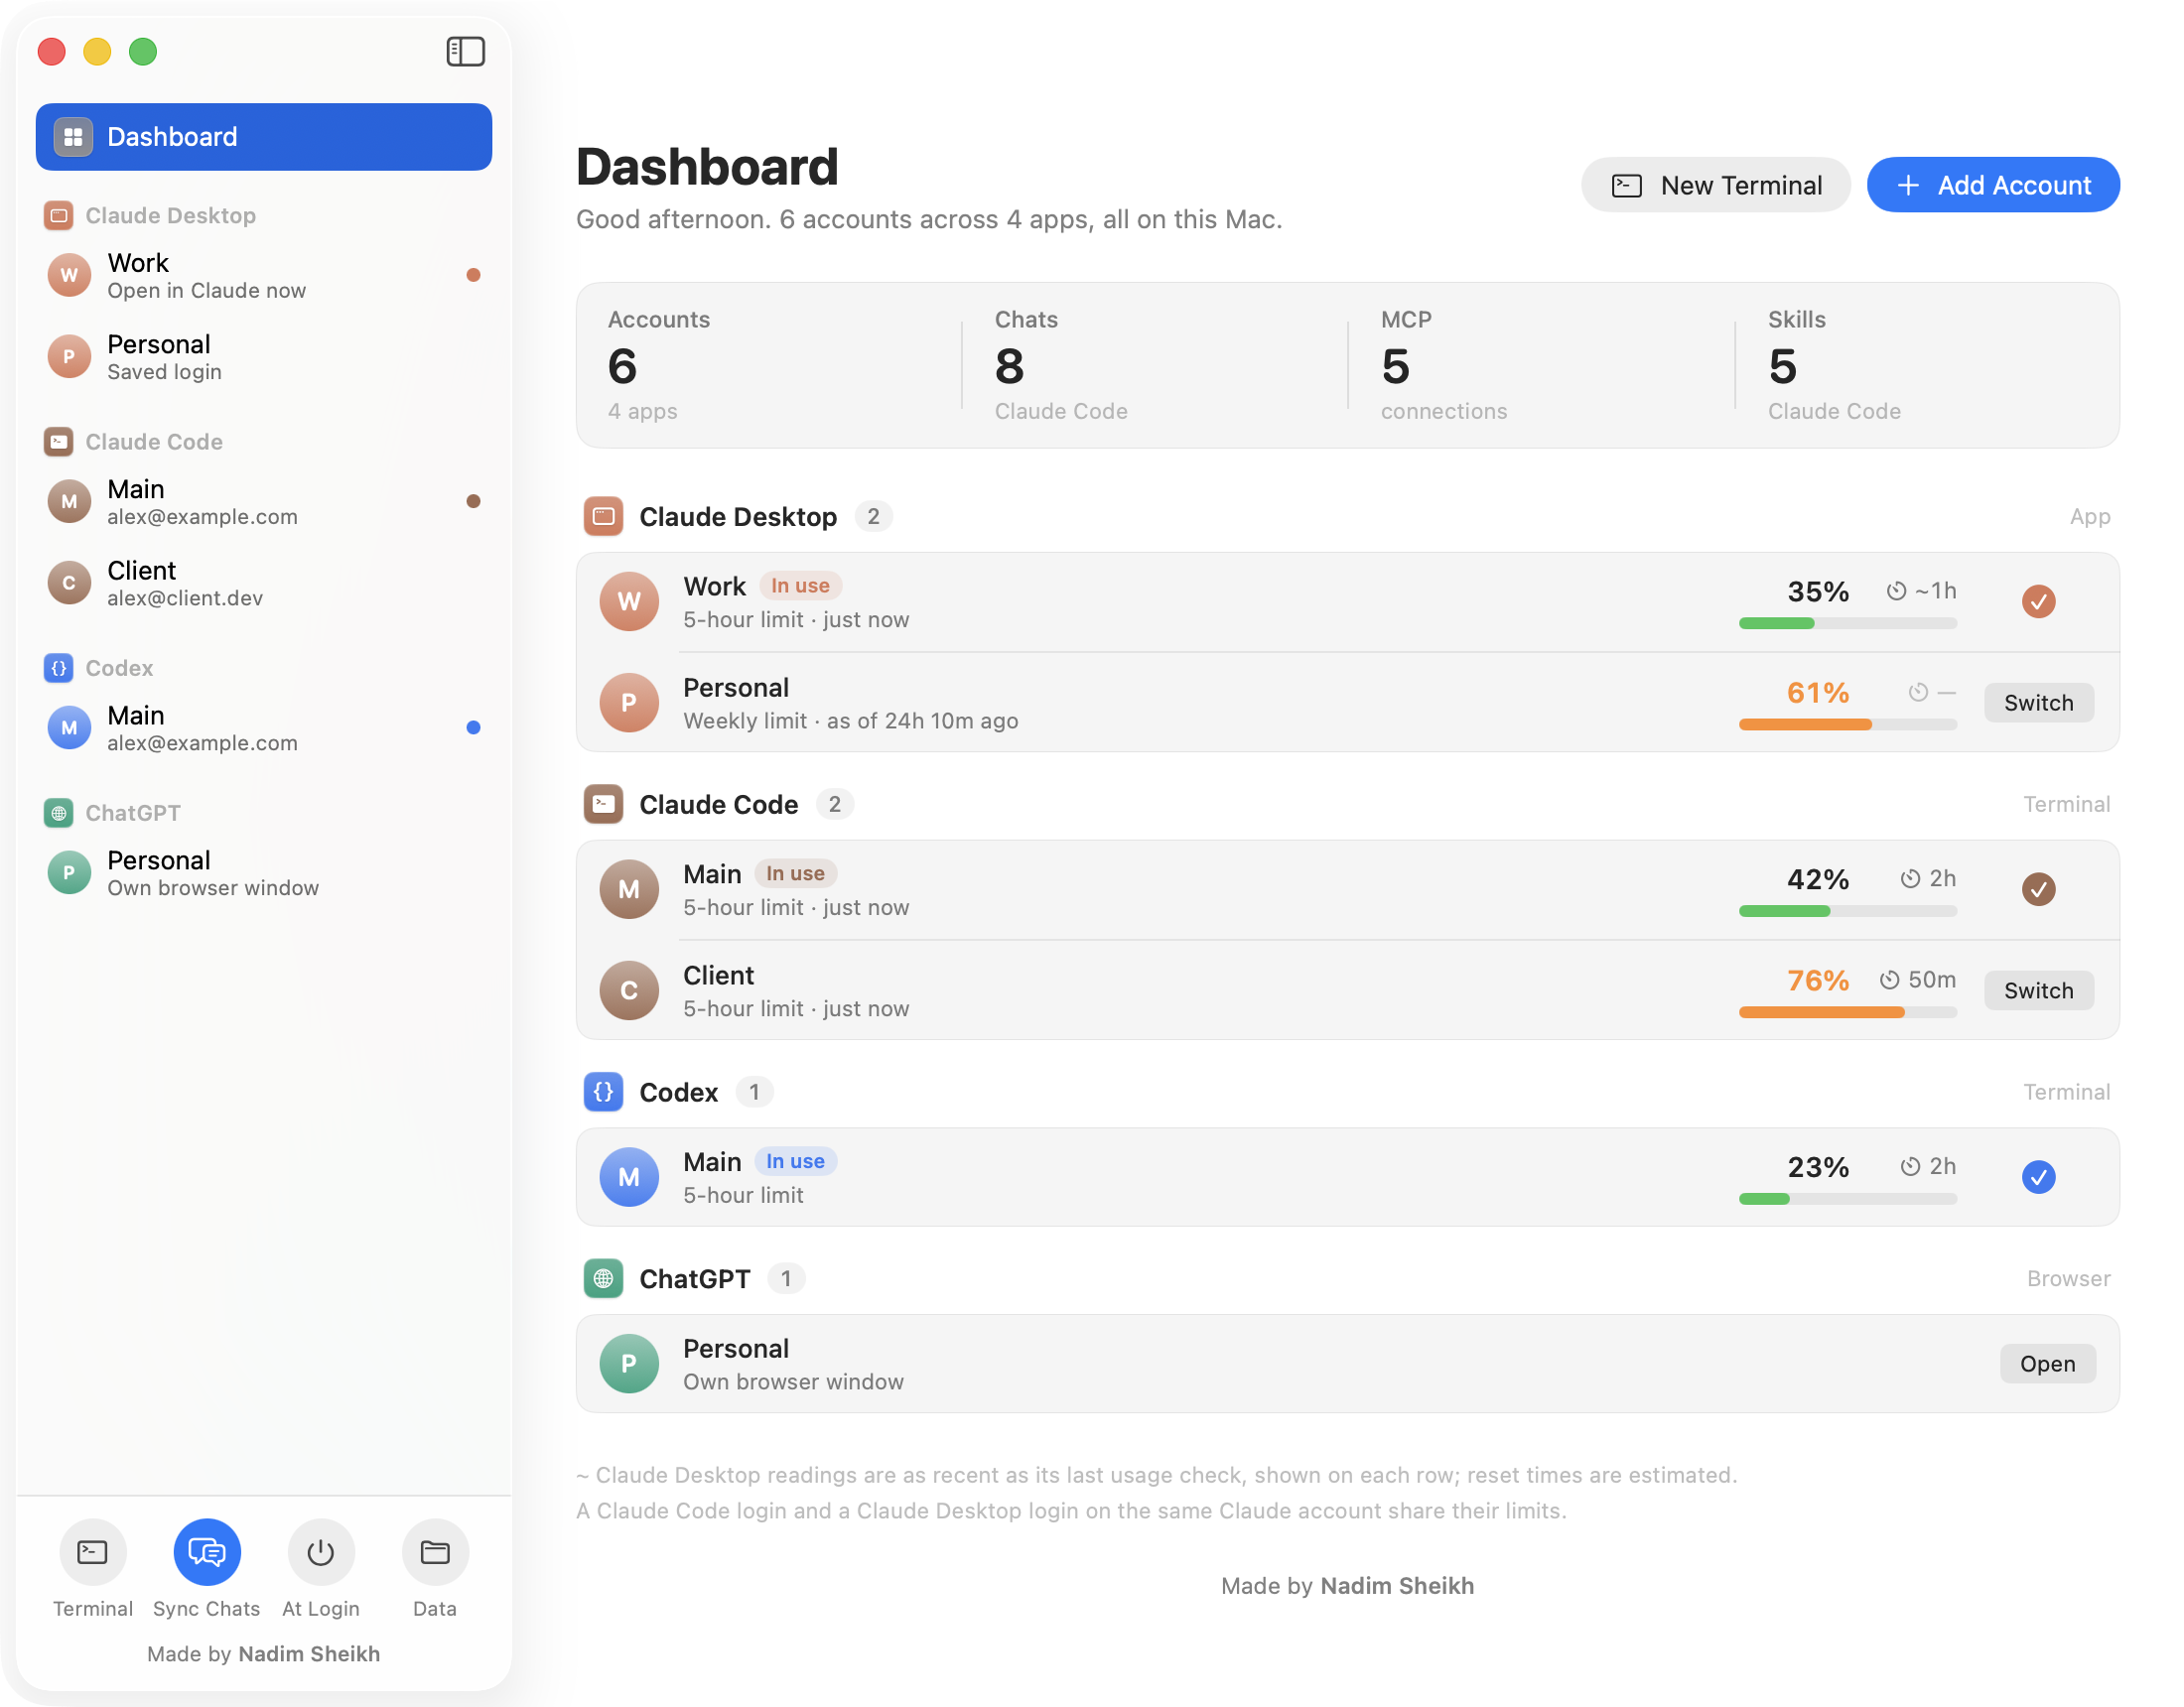 Dashboard
Claude Desktop
W
Work
Open in Claude now
P
Personal
Saved login
Claude Code
M
Main
alex@example.com
C
Client
alex@client.dev
Codex
M
Main
alex@example.com
ChatGPT
P
Personal
Own browser window
Terminal
Sync Chats
At Login
Data
Made by Nadim Sheikh
Dashboard
Good afternoon. 6 accounts across 4 apps, all on this Mac.
New Terminal
+ Add Account
Accounts
6
4 apps
Chats
8
Claude Code
MCP
5
connections
Skills
5
Claude Code
Claude Desktop 2
App
W
Work In use
5-hour limit · just now
35% ~1h
P
Personal
Weekly limit · as of 24h 10m ago
61% —
Switch
Claude Code 2
Terminal
M
Main In use
5-hour limit · just now
42% 2h
C
Client
5-hour limit · just now
76% 50m
Switch
{} Codex 1
Terminal
M
Main In use
5-hour limit
23% 2h
ChatGPT 1
Browser
P
Personal
Own browser window
Open
~ Claude Desktop readings are as recent as its last usage check, shown on each row; reset times are estimated.
A Claude Code login and a Claude Desktop login on the same Claude account share their limits.
Made by Nadim Sheikh